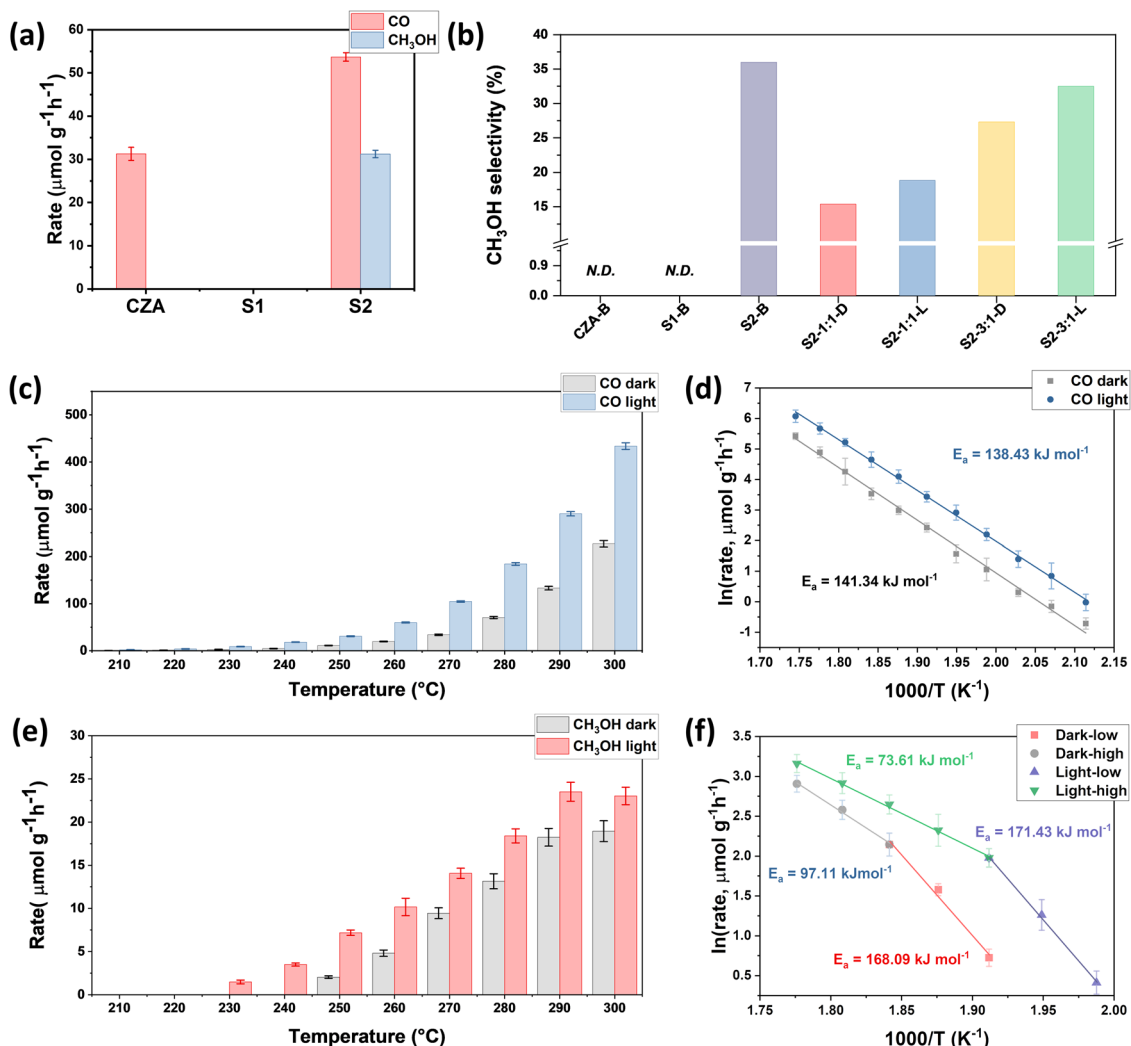 (a)
CO
CH₃OH
Rate (μmol g⁻¹h⁻¹)
60
50
40
30
20
10
0
CZA
S1
S2
(b)
CH₃OH selectivity (%)
40
35
30
25
20
15
0.9
0.0
N.D.
N.D.
CZA-B
S1-B
S2-B
S2-1:1-D
S2-1:1-L
S2-3:1-D
S2-3:1-L
(c)
CO dark
CO light
Rate (μmol g⁻¹h⁻¹)
500
400
300
200
100
0
210 220 230 240 250 260 270 280 290 300
Temperature (°C)
(d)
CO dark
CO light
ln(rate, μmol g⁻¹h⁻¹)
7
6
5
4
3
2
1
0
-1
Eₐ = 138.43 kJ mol⁻¹
Eₐ = 141.34 kJ mol⁻¹
1.70 1.75 1.80 1.85 1.90 1.95 2.00 2.05 2.10 2.15
1000/T (K⁻¹)
(e)
CH₃OH dark
CH₃OH light
Rate( μmol g⁻¹h⁻¹)
30
25
20
15
10
5
0
210 220 230 240 250 260 270 280 290 300
Temperature (°C)
(f)
Dark-low
Dark-high
Light-low
Light-high
ln(rate, μmol g⁻¹h⁻¹)
3.5
3.0
2.5
2.0
1.5
1.0
0.5
Eₐ = 73.61 kJ mol⁻¹
Eₐ = 171.43 kJ mol⁻¹
Eₐ = 97.11 kJmol⁻¹
Eₐ = 168.09 kJ mol⁻¹
1.75 1.80 1.85 1.90 1.95 2.00
1000/T (K⁻¹)